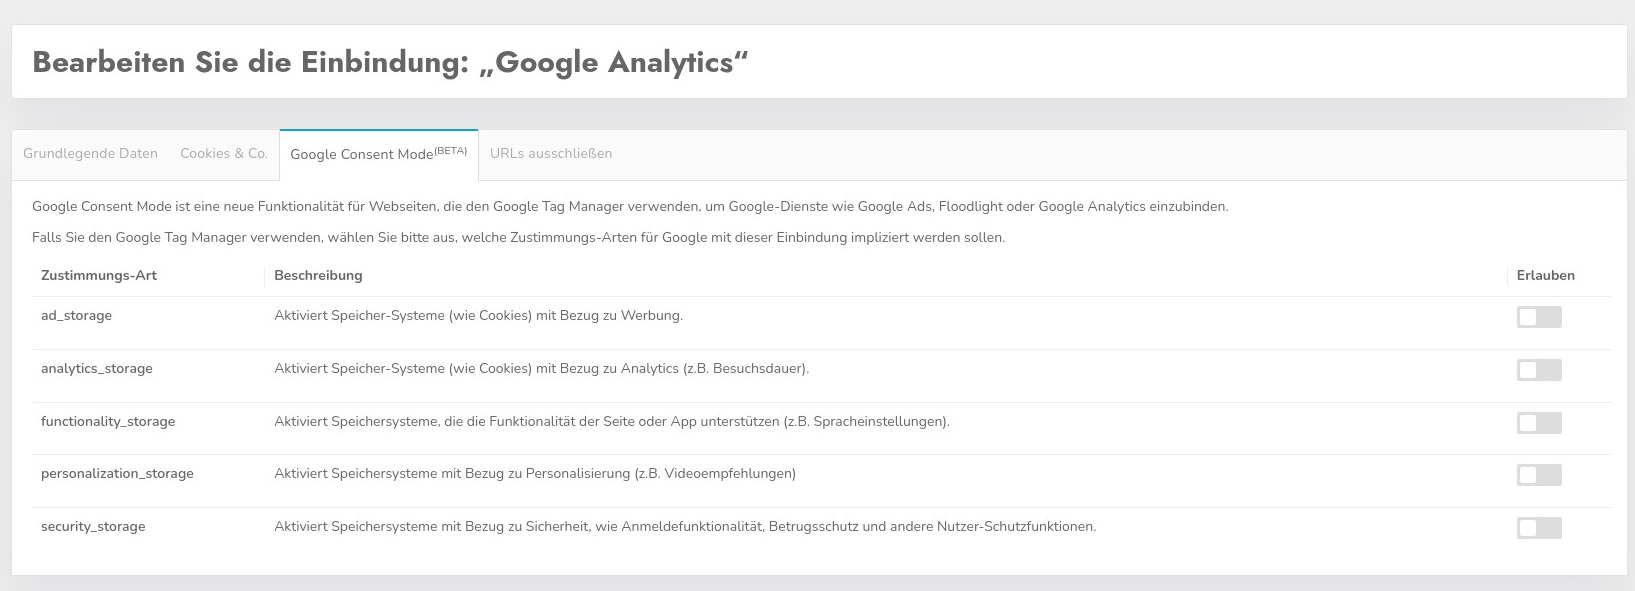 Bearbeiten Sie die Einbindung: „Google Analytics“
Grundlegende Daten Cookies & Co. Google Consent Mode(BETA) URLs ausschließen
Google Consent Mode ist eine neue Funktionalität für Webseiten, die den Google Tag Manager verwenden, um Google-Dienste wie Google Ads, Floodlight oder Google Analytics einzubinden.
Falls Sie den Google Tag Manager verwenden, wählen Sie bitte aus, welche Zustimmungs-Arten für Google mit dieser Einbindung impliziert werden sollen.
Zustimmungs-Art Beschreibung Erlauben
ad_storage Aktiviert Speicher-Systeme (wie Cookies) mit Bezug zu Werbung.
analytics_storage Aktiviert Speicher-Systeme (wie Cookies) mit Bezug zu Analytics (z.B. Besuchsdauer).
functionality_storage Aktiviert Speichersysteme, die die Funktionalität der Seite oder App unterstützen (z.B. Spracheinstellungen).
personalization_storage Aktiviert Speichersysteme mit Bezug zu Personalisierung (z.B. Videoempfehlungen)
security_storage Aktiviert Speichersysteme mit Bezug zu Sicherheit, wie Anmeldefunktionalität, Betrugsschutz und andere Nutzer-Schutzfunktionen.